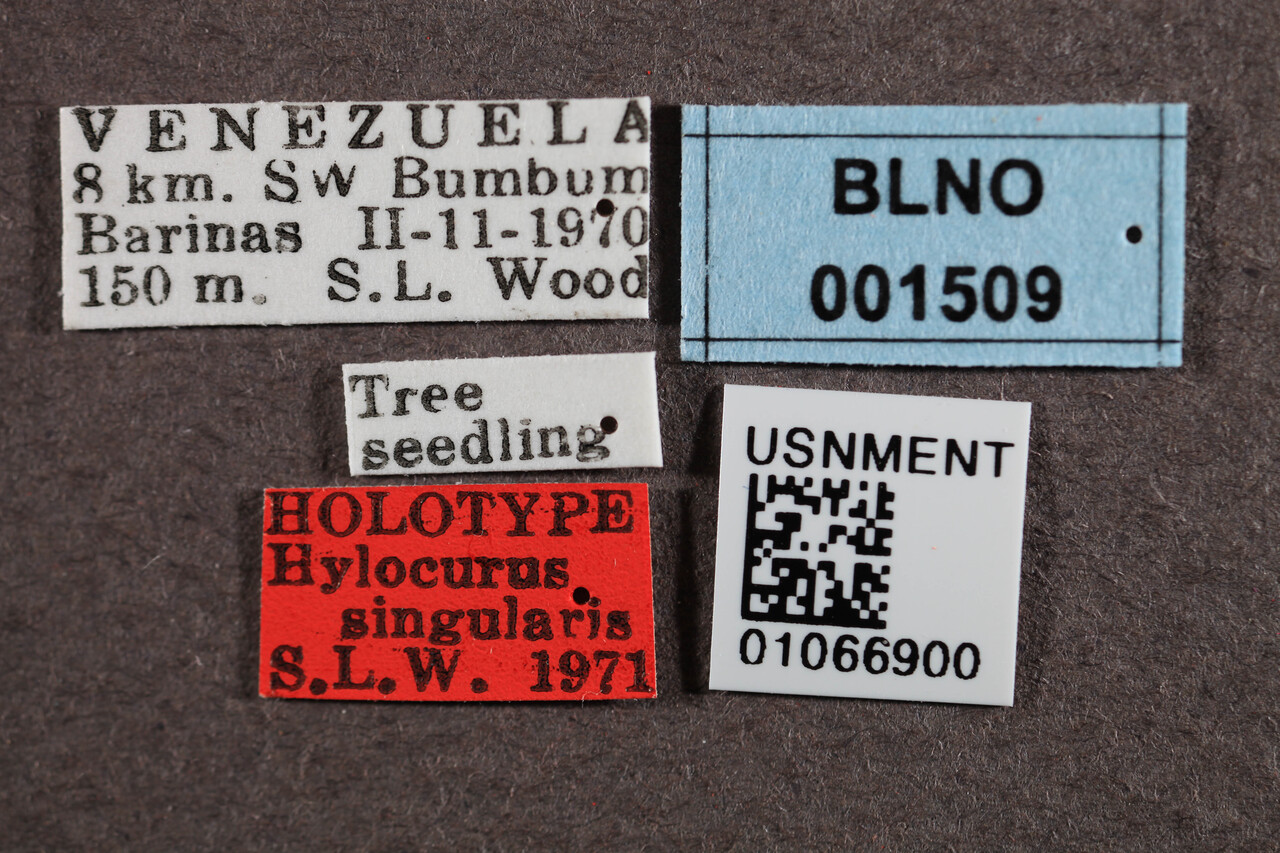 VENEZUELA
8 km. SW Bumbum
Barinas II-11-1970
150 m. S.L. Wood
BLNO
001509
Tree
seedling
USNMENT
01066900
HOLOTYPE
Hylocurus
singularis
S.L.W. 1971